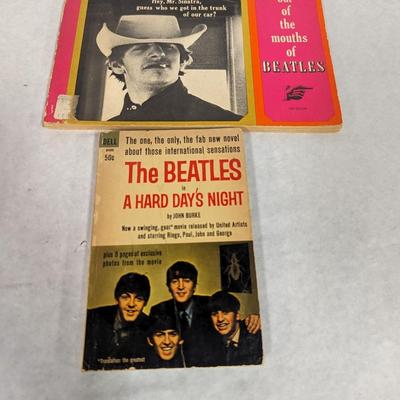 Hey, Mr. Sinatra,
guess who we got in the trunk
of our car?
out
of the
mouths
of
BEATLES
DELL
50c
The one, the only, the fab new novel
about those international sensations
The BEATLES
in
A HARD DAY'S NIGHT
by JOHN BURKE
Now a swinging, gear* movie released by United Artists
and starring Ringo, Paul, John and George
plus 8 pages of exclusive
photos from the movie
*Translation: the greatest